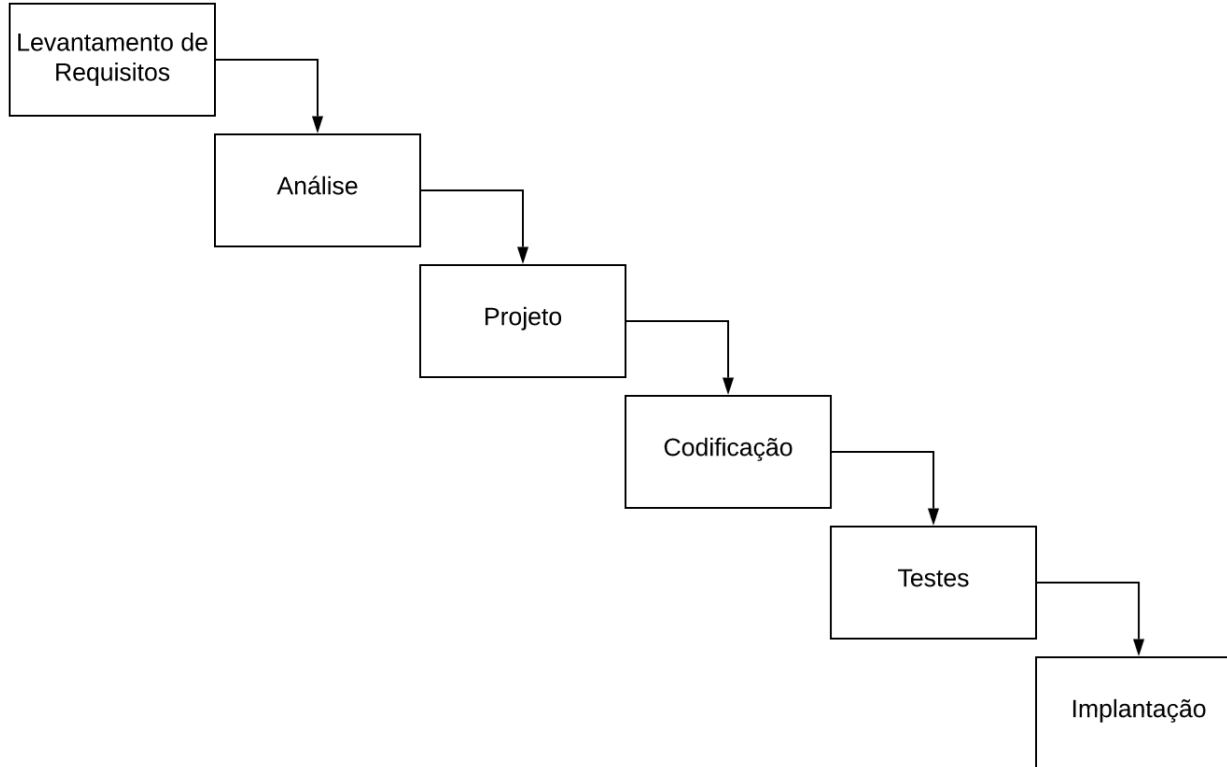 Levantamento de
Requisitos
Análise
Projeto
Codificação
Testes
Implantação